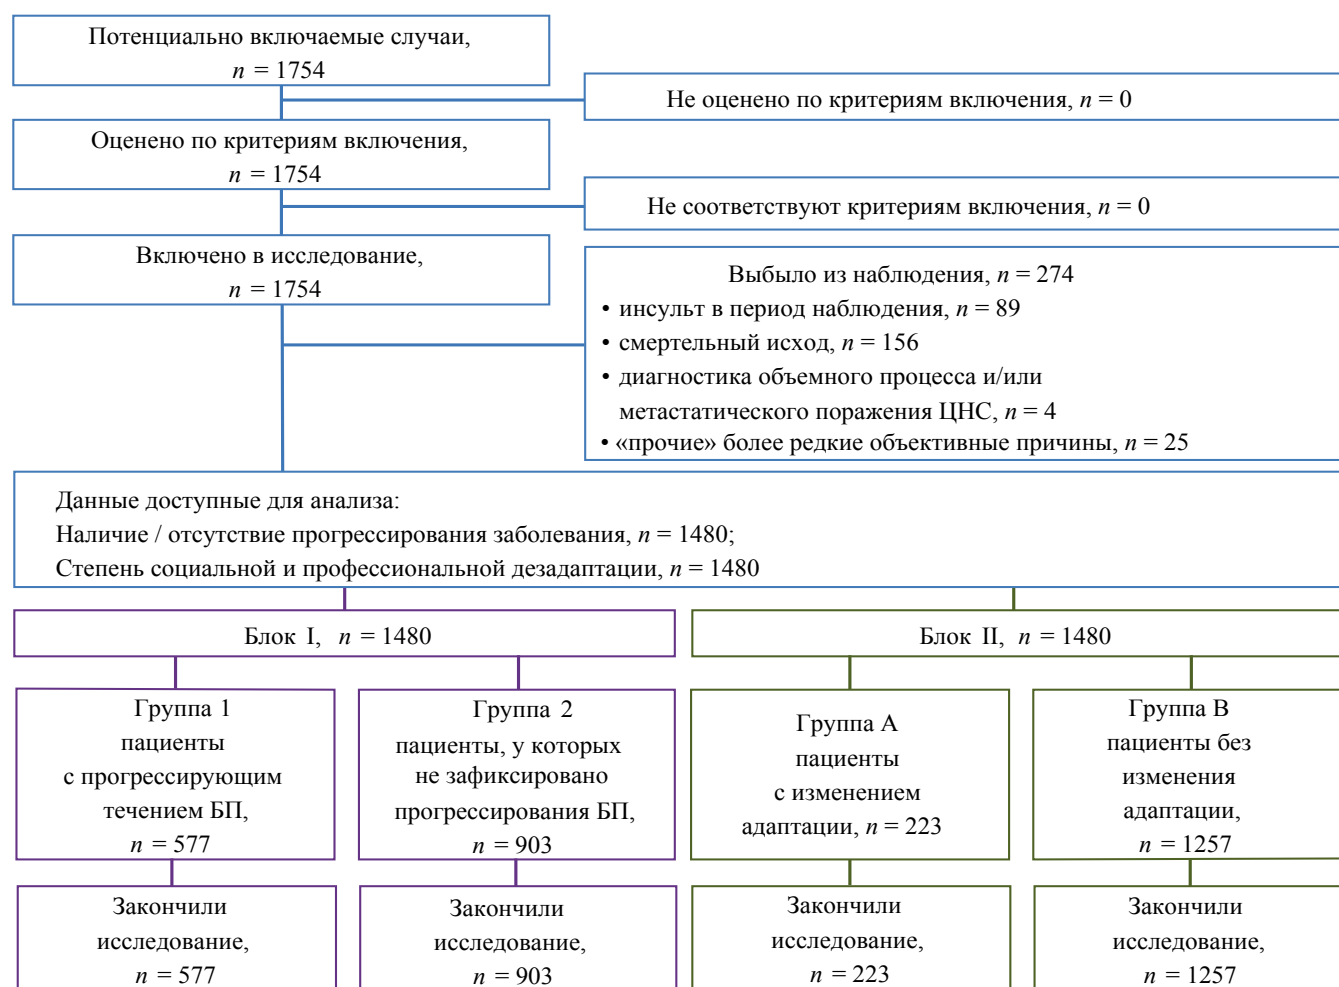 Потенциально включаемые случаи,
n = 1754
Не оценено по критериям включения, n = 0
Оценено по критериям включения,
n = 1754
Не соответствуют критериям включения, n = 0
Включено в исследование,
n = 1754
Выбыло из наблюдения, n = 274
• инсульт в период наблюдения, n = 89
• смертельный исход, n = 156
• диагностика объемного процесса и/или
метастатического поражения ЦНС, n = 4
• «прочие» более редкие объективные причины, n = 25
Данные доступные для анализа:
Наличие / отсутствие прогрессирования заболевания, n = 1480;
Степень социальной и профессиональной дезадаптации, n = 1480
Блок I, n = 1480
Блок II, n = 1480
Группа 1
пациенты
с прогрессирующим
течением БП,
n = 577
Группа 2
пациенты, у которых
не зафиксировано
прогрессирования БП,
n = 903
Группа А
пациенты
с изменением
адаптации, n = 223
Группа В
пациенты без
изменения
адаптации,
n = 1257
Закончили
исследование,
n = 577
Закончили
исследование,
n = 903
Закончили
исследование,
n = 223
Закончили
исследование,
n = 1257